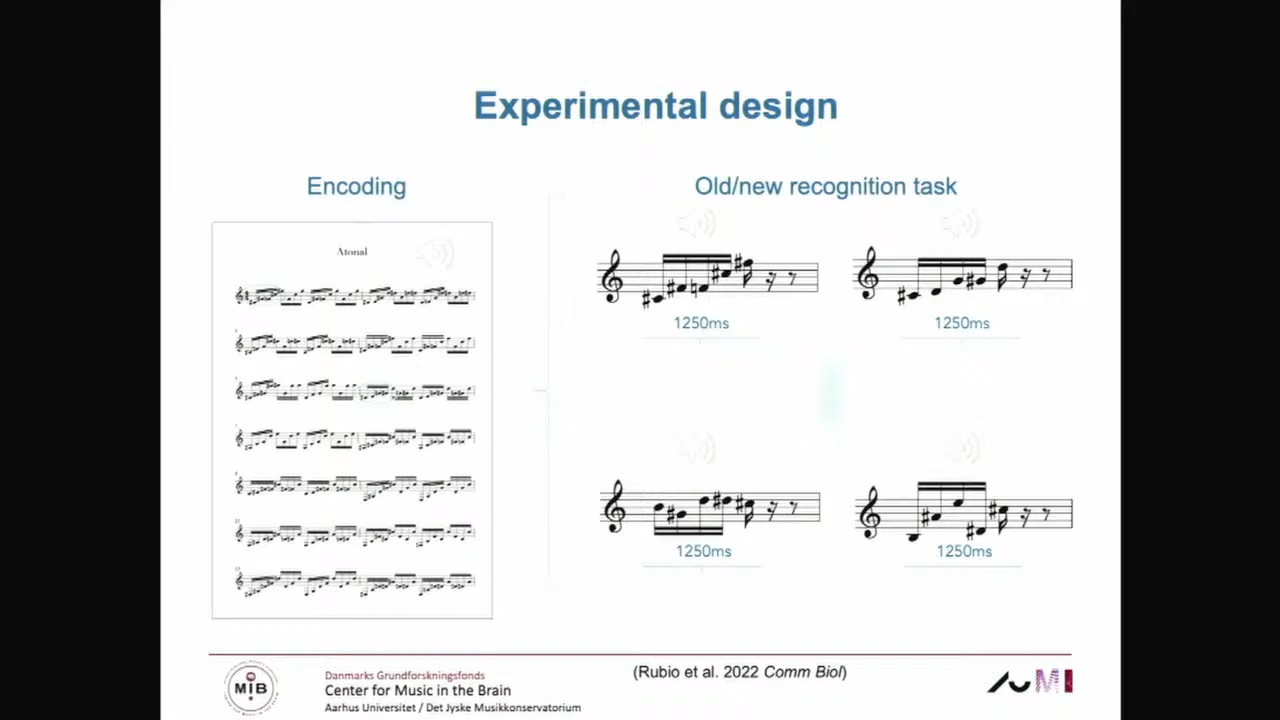 Experimental design
Encoding
Old/new recognition task
Atonal
1250ms
1250ms
1250ms
1250ms
(Rubio et al. 2022 Comm Biol)
MIB
Danmarks Grundforskningsfonds
Center for Music in the Brain
Aarhus Universitet / Det Jyske Musikkonservatorium